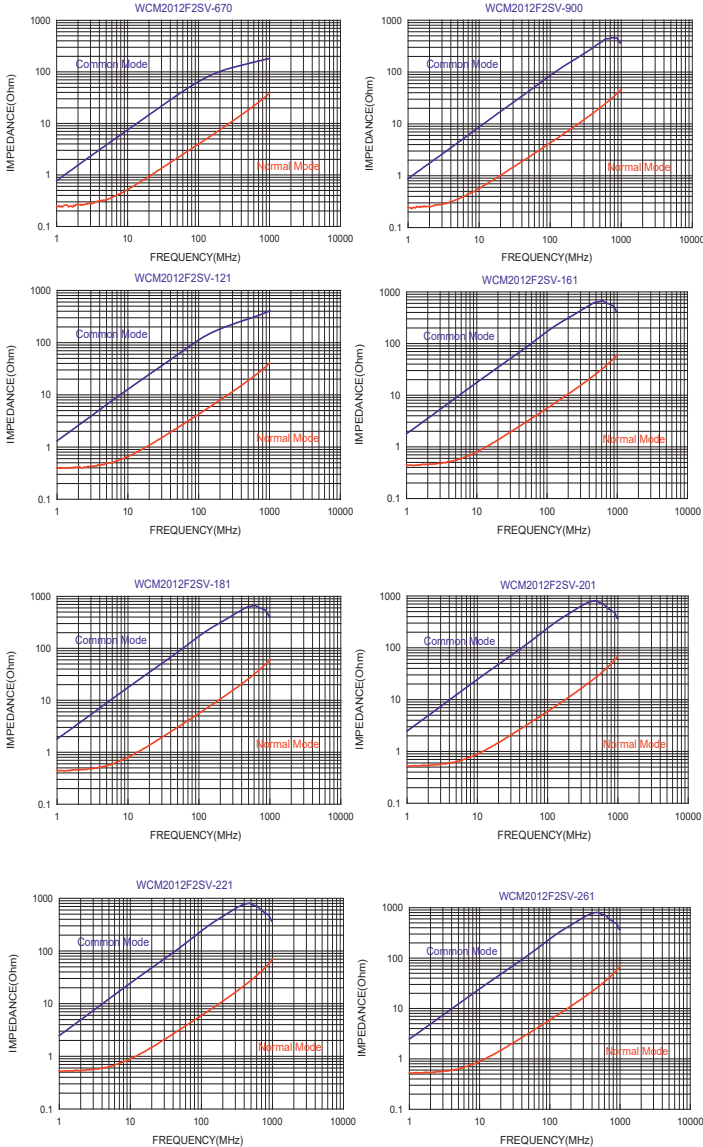 WCM2012F2SV-670
IMPEDANCE(Ohm)
1000
100
10
1
0.1
Common Mode
Normal Mode
1 10 100 1000 10000
FREQUENCY(MHz)
WCM2012F2SV-900
IMPEDANCE(Ohm)
1000
100
10
1
0.1
Common Mode
Normal Mode
1 10 100 1000 10000
FREQUENCY(MHz)
WCM2012F2SV-121
IMPEDANCE(Ohm)
1000
100
10
1
0.1
Common Mode
Normal Mode
1 10 100 1000 10000
FREQUENCY(MHz)
WCM2012F2SV-161
IMPEDANCE(Ohm)
1000
100
10
1
0.1
Common Mode
Normal Mode
1 10 100 1000 10000
FREQUENCY(MHz)
WCM2012F2SV-181
IMPEDANCE(Ohm)
1000
100
10
1
0.1
Common Mode
Normal Mode
1 10 100 1000 10000
FREQUENCY(MHz)
WCM2012F2SV-201
IMPEDANCE(Ohm)
1000
100
10
1
0.1
Common Mode
Normal Mode
1 10 100 1000 10000
FREQUENCY(MHz)
WCM2012F2SV-221
IMPEDANCE(Ohm)
1000
100
10
1
0.1
Common Mode
Normal Mode
1 10 100 1000 10000
FREQUENCY(MHz)
WCM2012F2SV-261
IMPEDANCE(Ohm)
1000
100
10
1
0.1
Common Mode
Normal Mode
1 10 100 1000 10000
FREQUENCY(MHz)